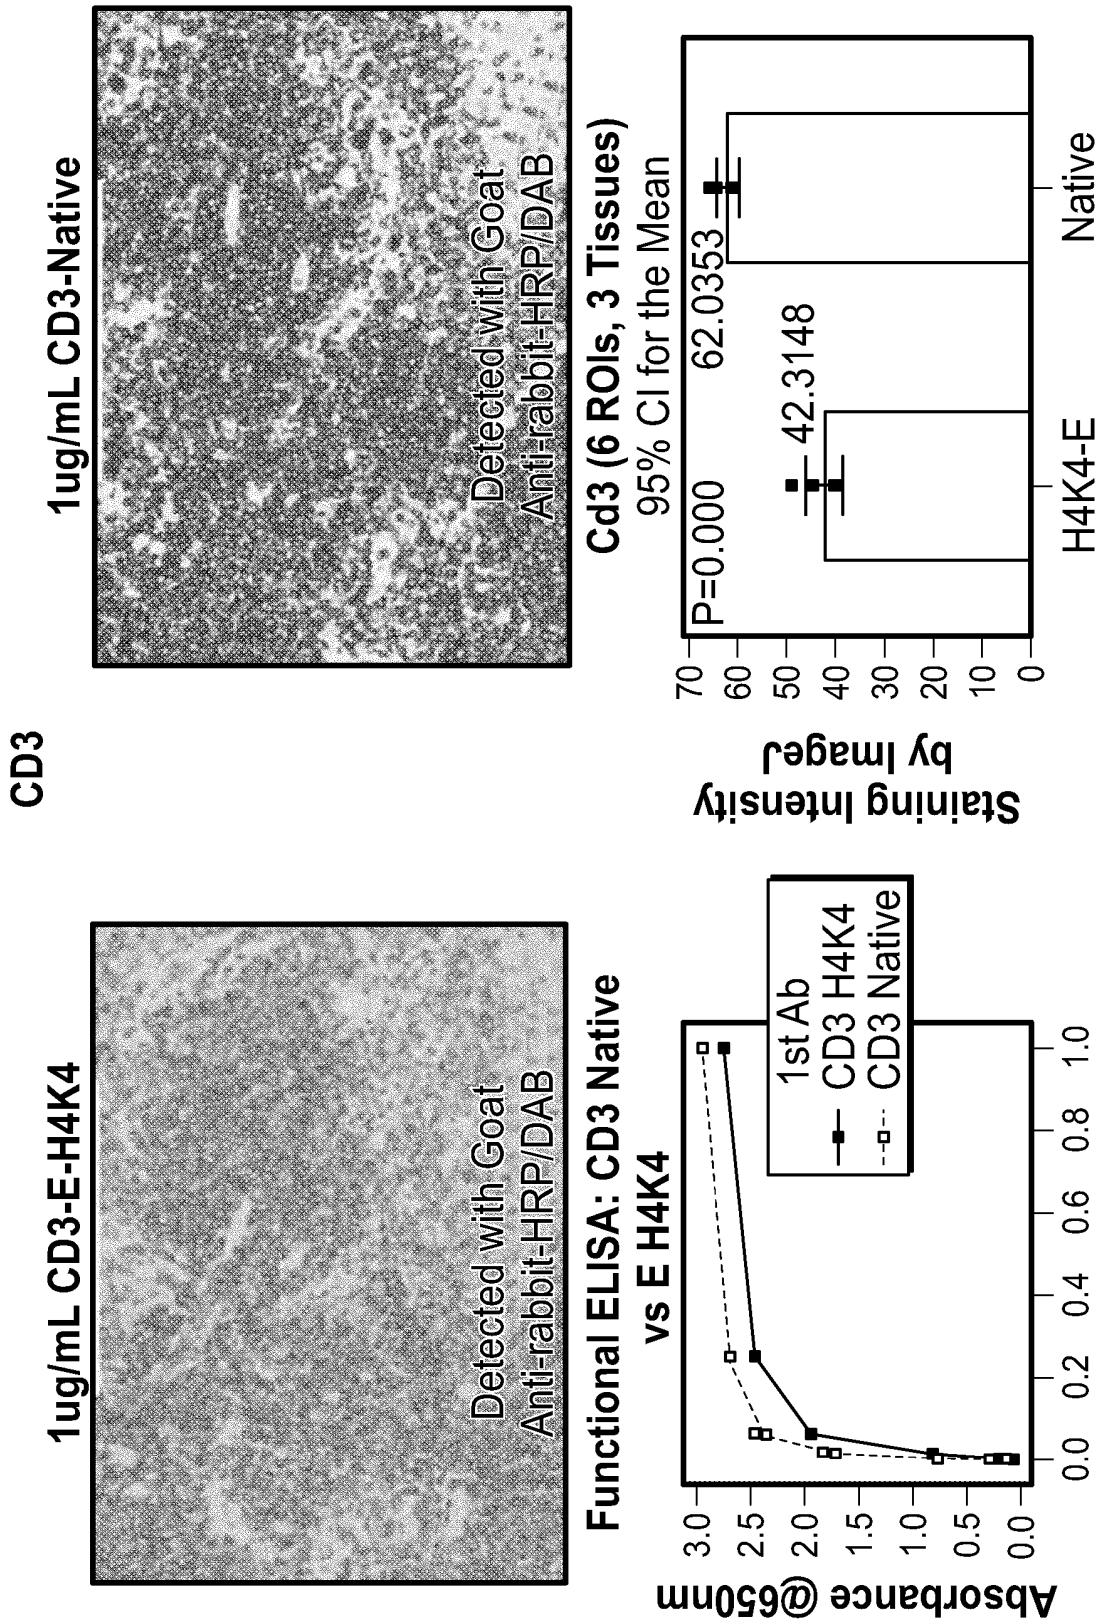 CD3
1ug/mL CD3-E-H4K4
Detected with Goat
Anti-rabbit-HRP/DAB
1ug/mL CD3-Native
Detected with Goat
Anti-rabbit-HRP/DAB
Functional ELISA: CD3 Native
vs E H4K4
Absorbance @650nm
3.0
2.5
2.0
1.5
1.0
0.5
0.0
0.0 0.2 0.4 0.6 0.8 1.0
1st Ab
CD3 H4K4
CD3 Native
Cd3 (6 ROIs, 3 Tissues)
95% CI for the Mean
Staining Intensity
by ImageJ
70
60
50
40
30
20
10
0
P=0.000
42.3148
62.0353
H4K4-E Native